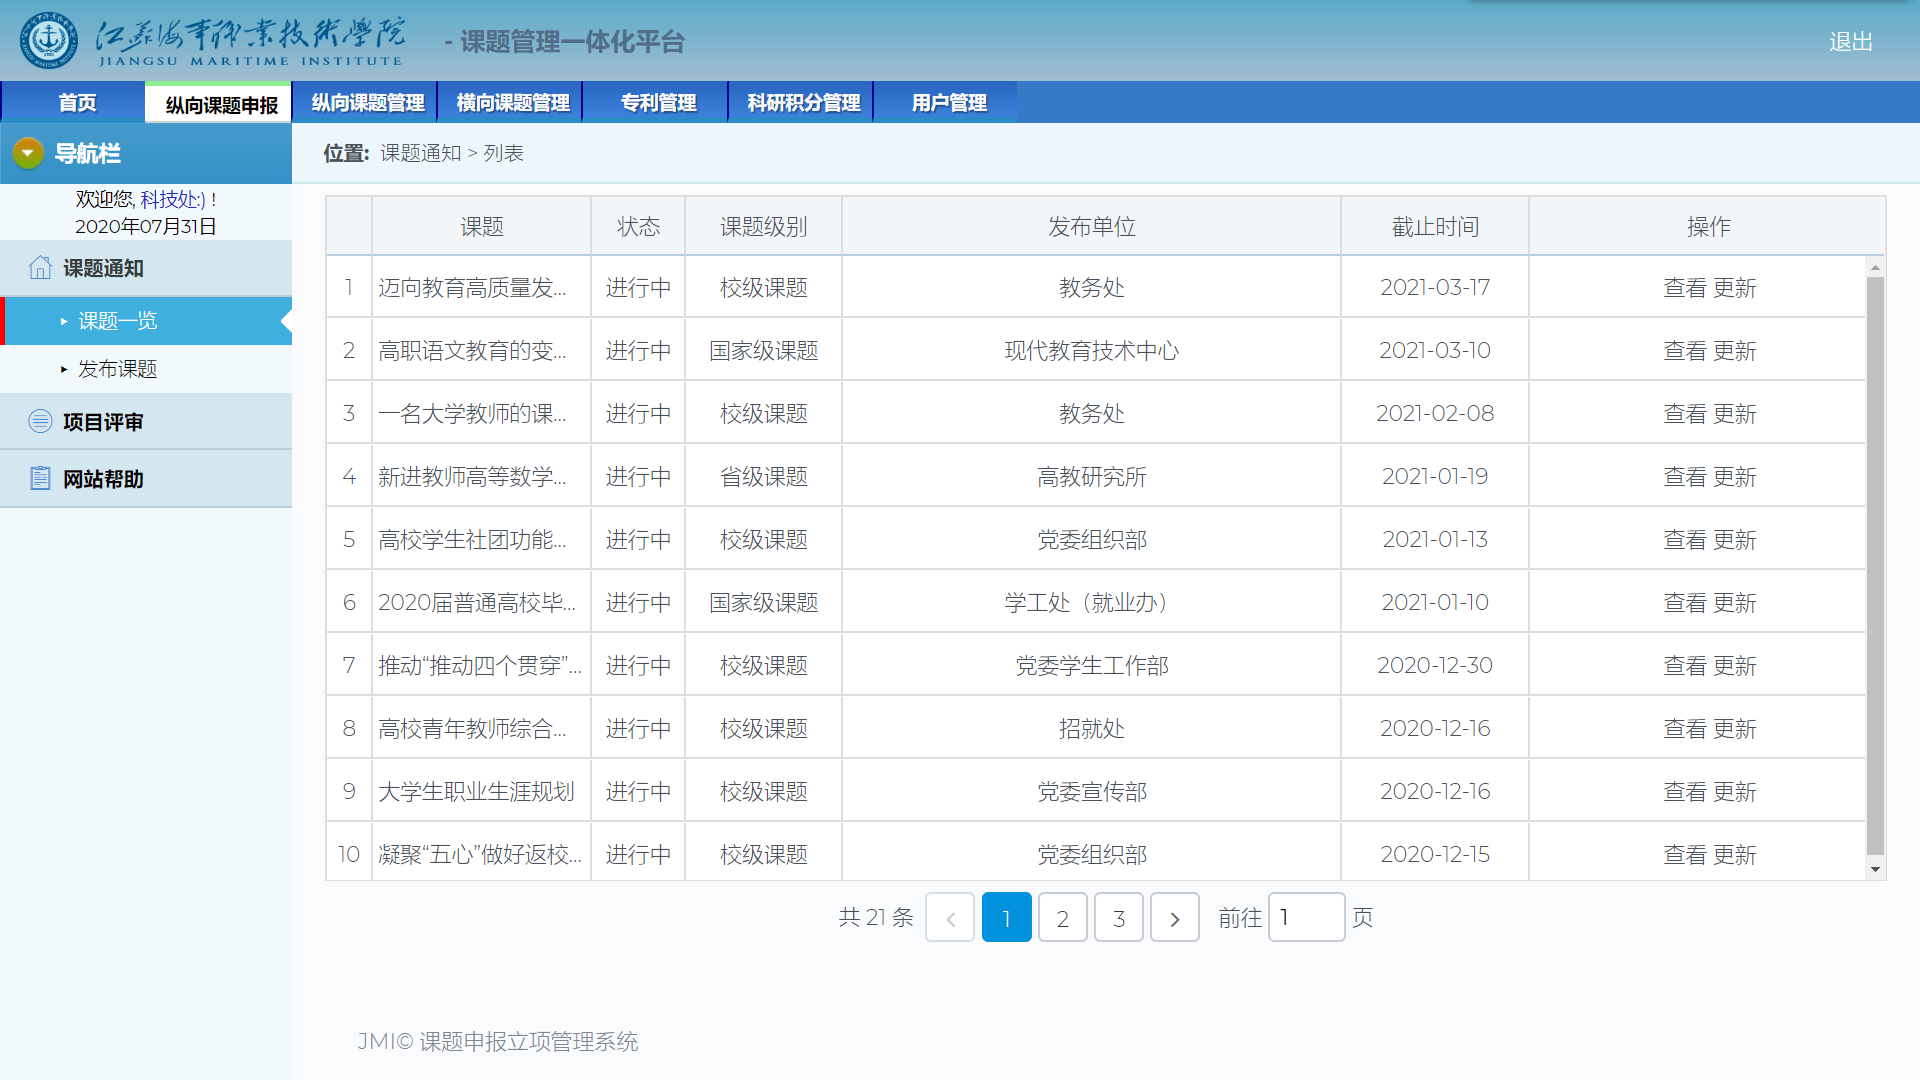 江苏海事职业技术学院 - 课题管理一体化平台 退出
JIANGSU MARITIME INSTITUTE
首页 纵向课题申报 纵向课题管理 横向课题管理 专利管理 科研积分管理 用户管理
导航栏
位置: 课题通知 > 列表
欢迎您, 科技处:) !
2020年07月31日
课题通知
课题一览
发布课题
项目评审
网站帮助
课题 状态 课题级别 发布单位 截止时间 操作
1 迈向教育高质量发... 进行中 校级课题 教务处 2021-03-17 查看 更新
2 高职语文教育的变... 进行中 国家级课题 现代教育技术中心 2021-03-10 查看 更新
3 一名大学教师的课... 进行中 校级课题 教务处 2021-02-08 查看 更新
4 新进教师高等数学... 进行中 省级课题 高教研究所 2021-01-19 查看 更新
5 高校学生社团功能... 进行中 校级课题 党委组织部 2021-01-13 查看 更新
6 2020届普通高校毕... 进行中 国家级课题 学工处（就业办） 2021-01-10 查看 更新
7 推动“推动四个贯穿”... 进行中 校级课题 党委学生工作部 2020-12-30 查看 更新
8 高校青年教师综合... 进行中 校级课题 招就处 2020-12-16 查看 更新
9 大学生职业生涯规划 进行中 校级课题 党委宣传部 2020-12-16 查看 更新
10 凝聚“五心”做好返校... 进行中 校级课题 党委组织部 2020-12-15 查看 更新
共 21 条 1 2 3 前往 1 页
JMI© 课题申报立项管理系统